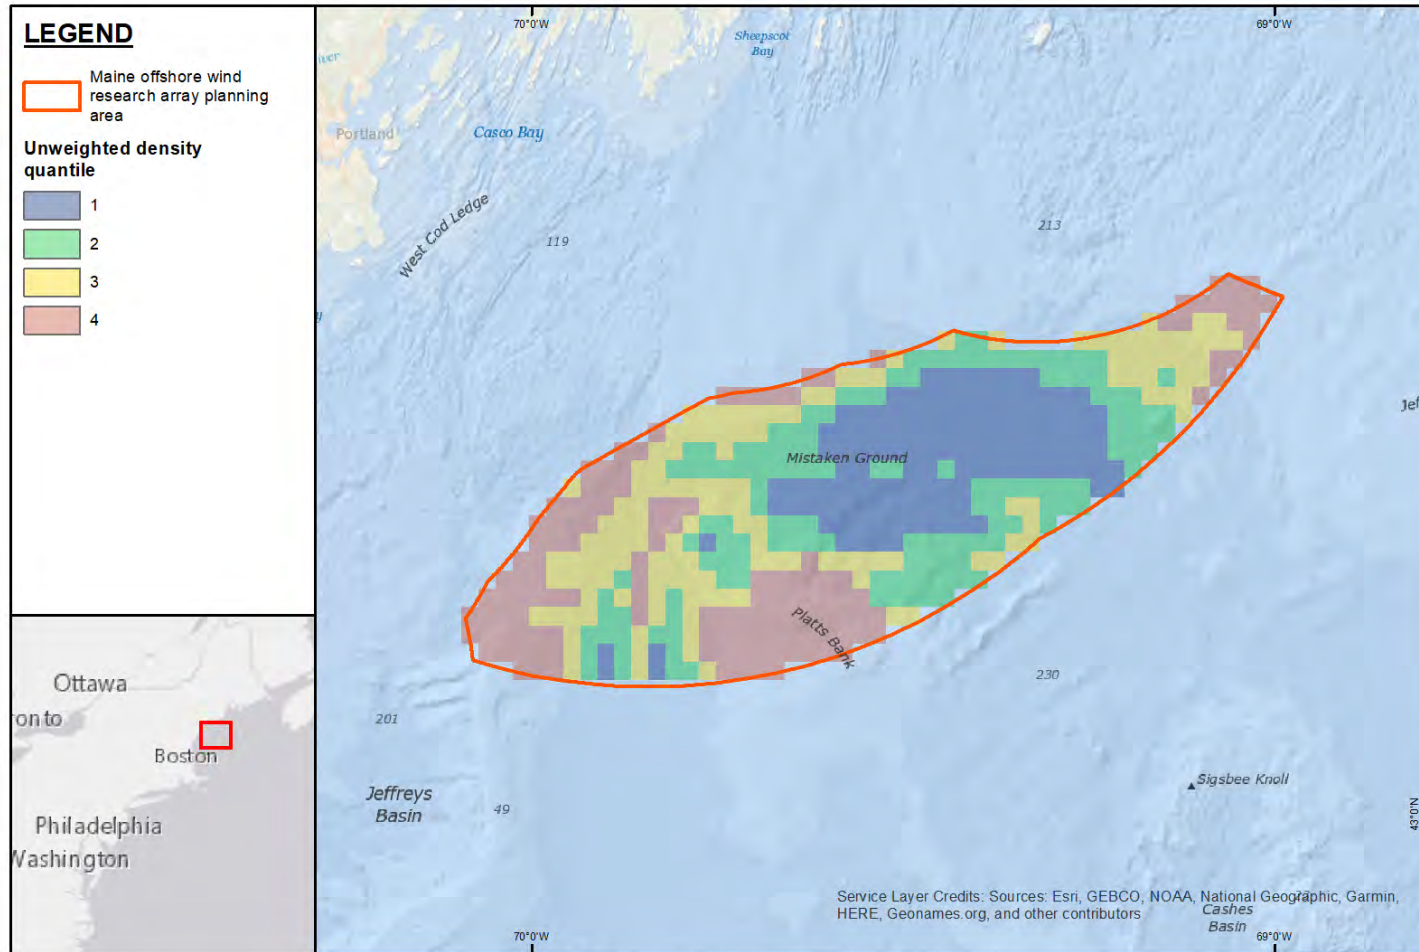 LEGEND
Maine offshore wind
research array planning
area
Unweighted density
quantile
1
2
3
4
Ottawa
ronto
Boston
Philadelphia
Washington
70°0'W
69°0'W
Sheepscot
Bay
iver
Portland
Casco Bay
West Cod Ledge
119
213
y
Jef
Mistaken Ground
Platts Bank
230
201
Jeffreys
Basin
49
Sigsbee Knoll
43°0'N
Service Layer Credits: Sources: Esri, GEBCO, NOAA, National Geographic, Garmin,
HERE, Geonames.org, and other contributors
Cashes
Basin
70°0'W
69°0'W